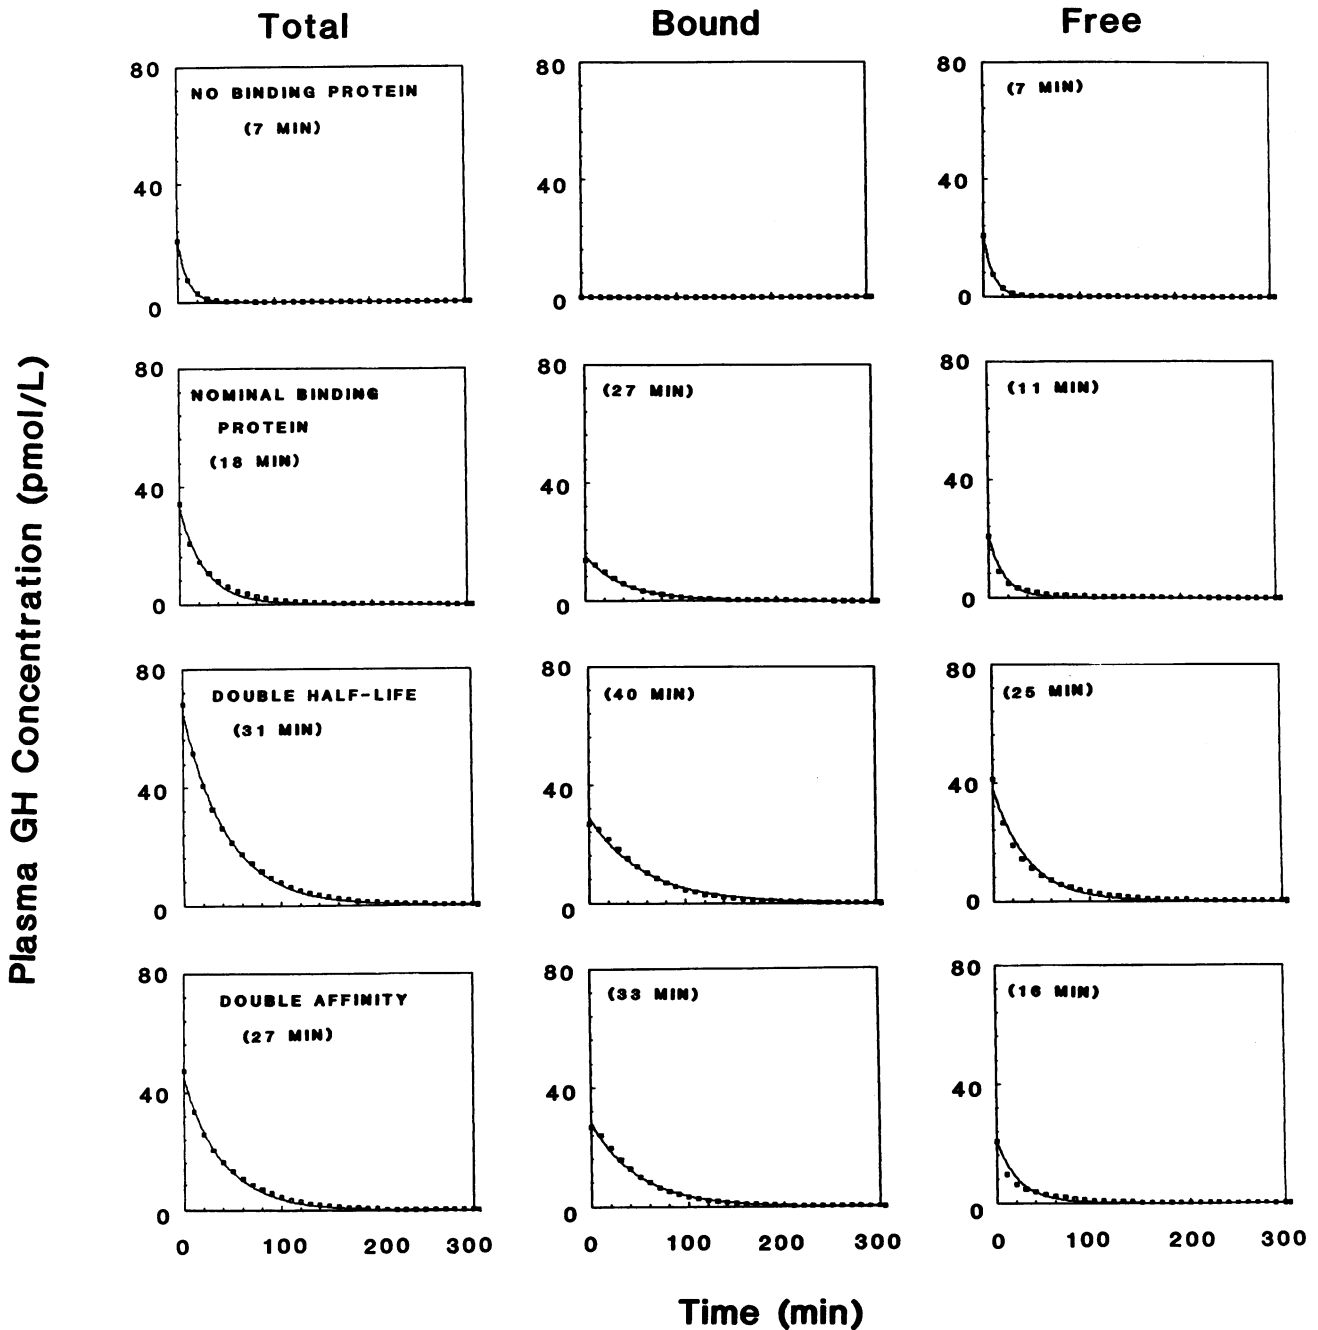 Total Bound Free
Plasma GH Concentration (pmol/L)
80
40
0
NO BINDING PROTEIN
(7 MIN)
80
40
0
80
40
0
(7 MIN)
80
40
0
NOMINAL BINDING
PROTEIN
(18 MIN)
80
40
0
(27 MIN)
80
40
0
(11 MIN)
80
40
0
DOUBLE HALF-LIFE
(31 MIN)
80
40
0
(40 MIN)
80
40
0
(25 MIN)
80
40
0
DOUBLE AFFINITY
(27 MIN)
80
40
0
(33 MIN)
80
40
0
(16 MIN)
0 100 200 300
0 100 200 300
0 100 200 300
Time (min)